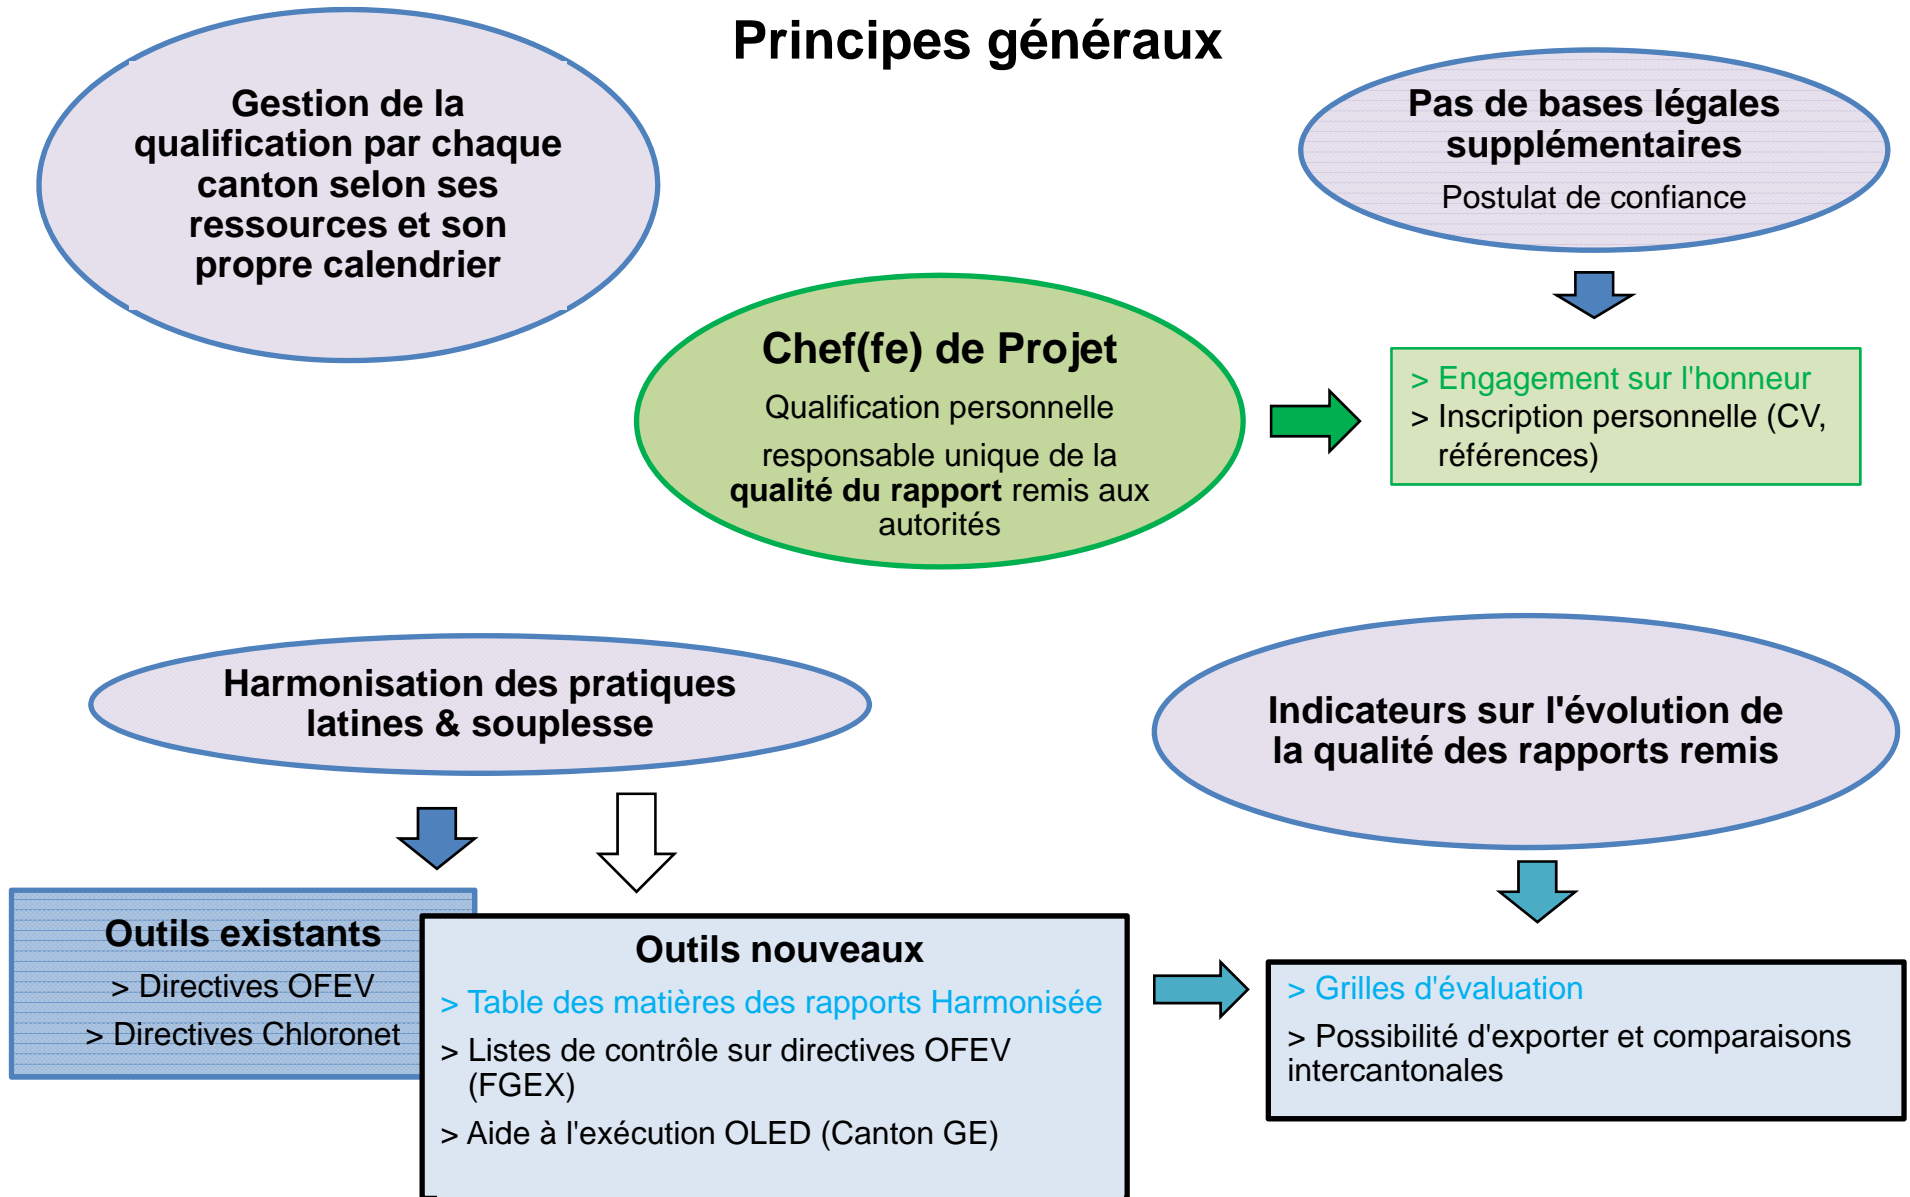 Principes généraux
Gestion de la
qualification par chaque
canton selon ses
ressources et son
propre calendrier
Pas de bases légales
supplémentaires
Postulat de confiance
Chef(fe) de Projet
Qualification personnelle
responsable unique de la
qualité du rapport remis aux
autorités
> Engagement sur l'honneur
> Inscription personnelle (CV,
références)
Harmonisation des pratiques
latines & souplesse
Indicateurs sur l'évolution de
la qualité des rapports remis
Outils existants
> Directives OFEV
> Directives Chloronet
Outils nouveaux
> Table des matières des rapports Harmonisée
> Listes de contrôle sur directives OFEV
(FGEX)
> Aide à l'exécution OLED (Canton GE)
> Grilles d'évaluation
> Possibilité d'exporter et comparaisons
intercantonales